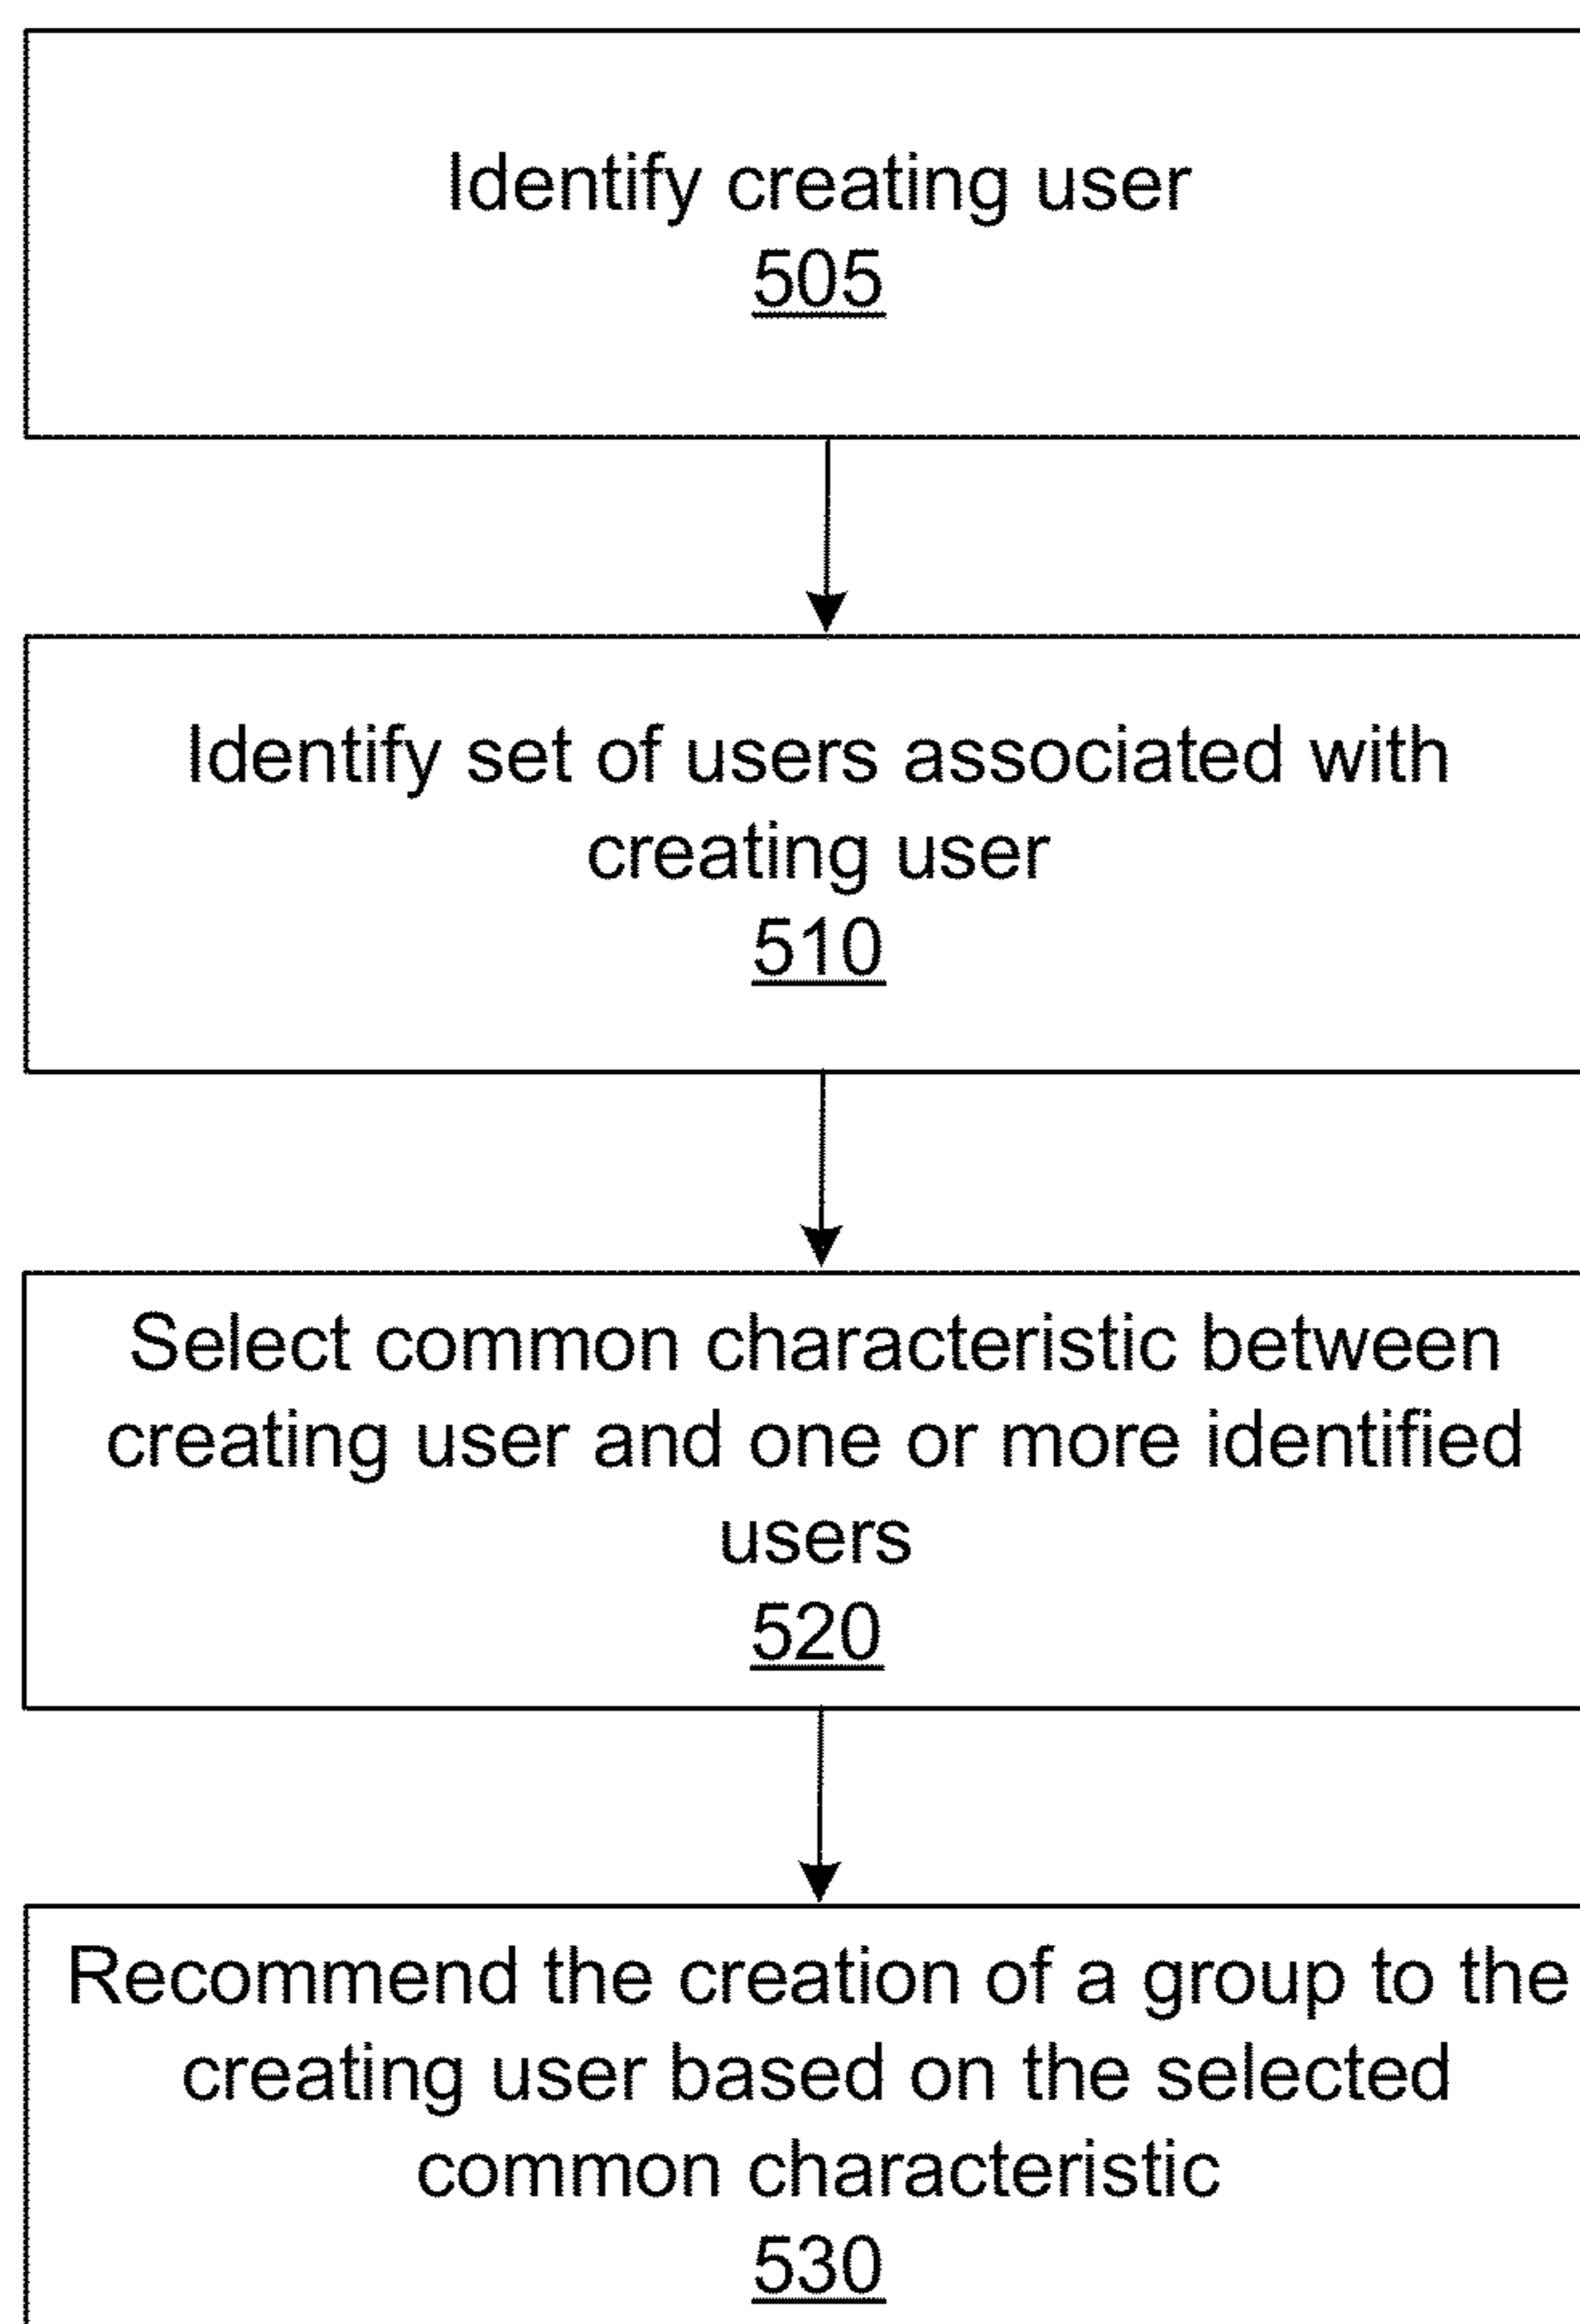 Identify creating user
505
Identify set of users associated with
creating user
510
Select common characteristic between
creating user and one or more identified
users
520
Recommend the creation of a group to the
creating user based on the selected
common characteristic
530